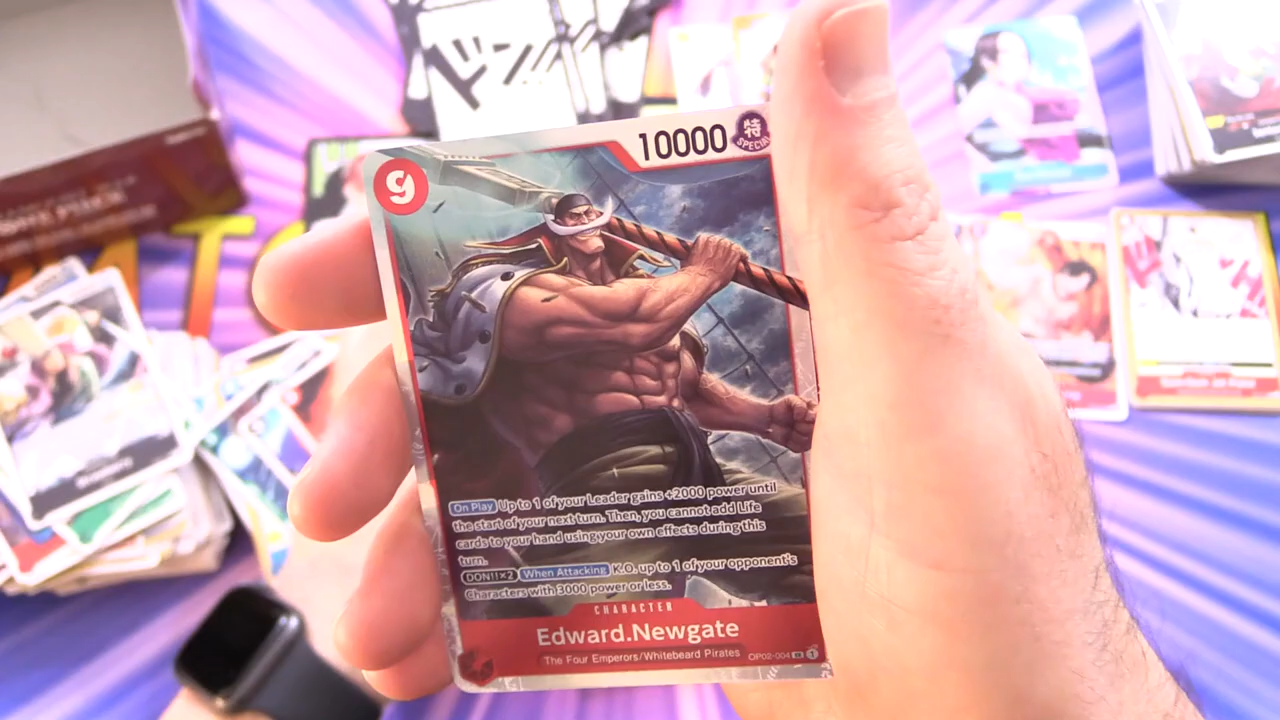 9
10000
特
SPECIAL
On Play Up to 1 of your Leader gains +2000 power until
the start of your next turn. Then, you cannot add Life
cards to your hand using your own effects during this
turn.
DON!!×2 When Attacking K.O. up to 1 of your opponent's
Characters with 3000 power or less.
CHARACTER
Edward.Newgate
The Four Emperors/Whitebeard Pirates
OP02-004 SR 1